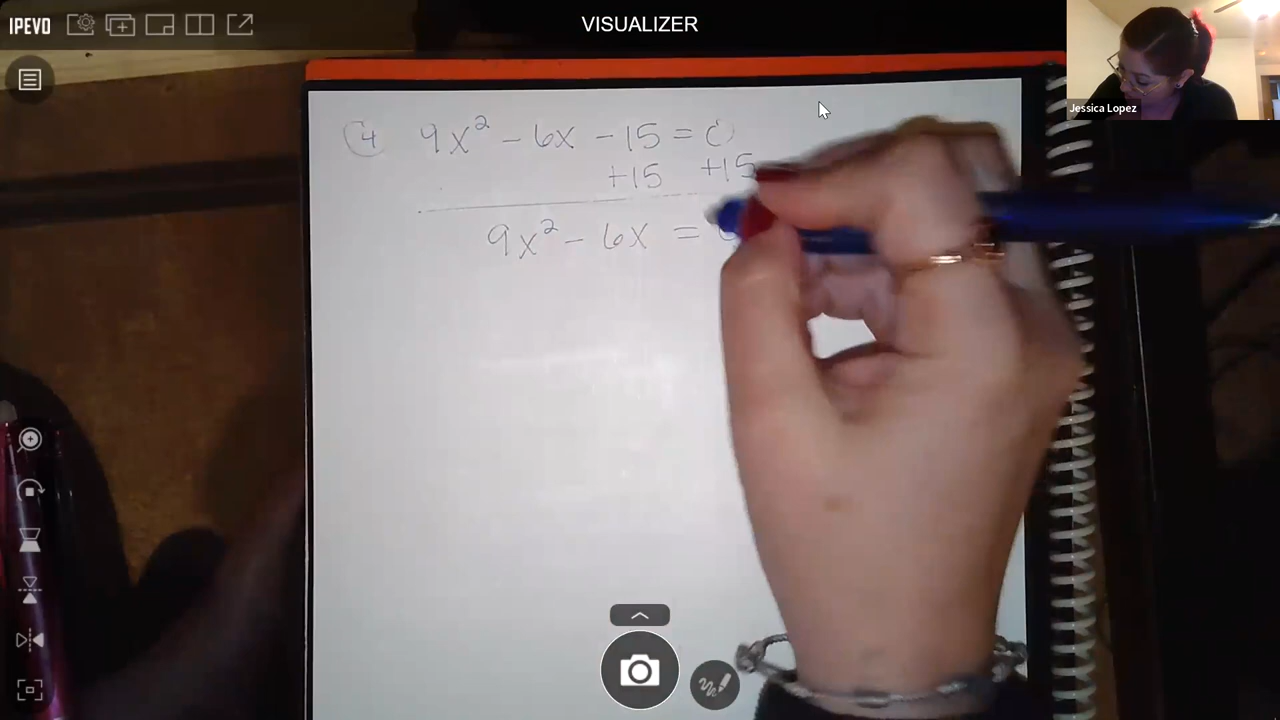 IPEVO VISUALIZER
Jessica Lopez
4 9x² - 6x - 15 = 0
+15 +15
9x² - 6x =